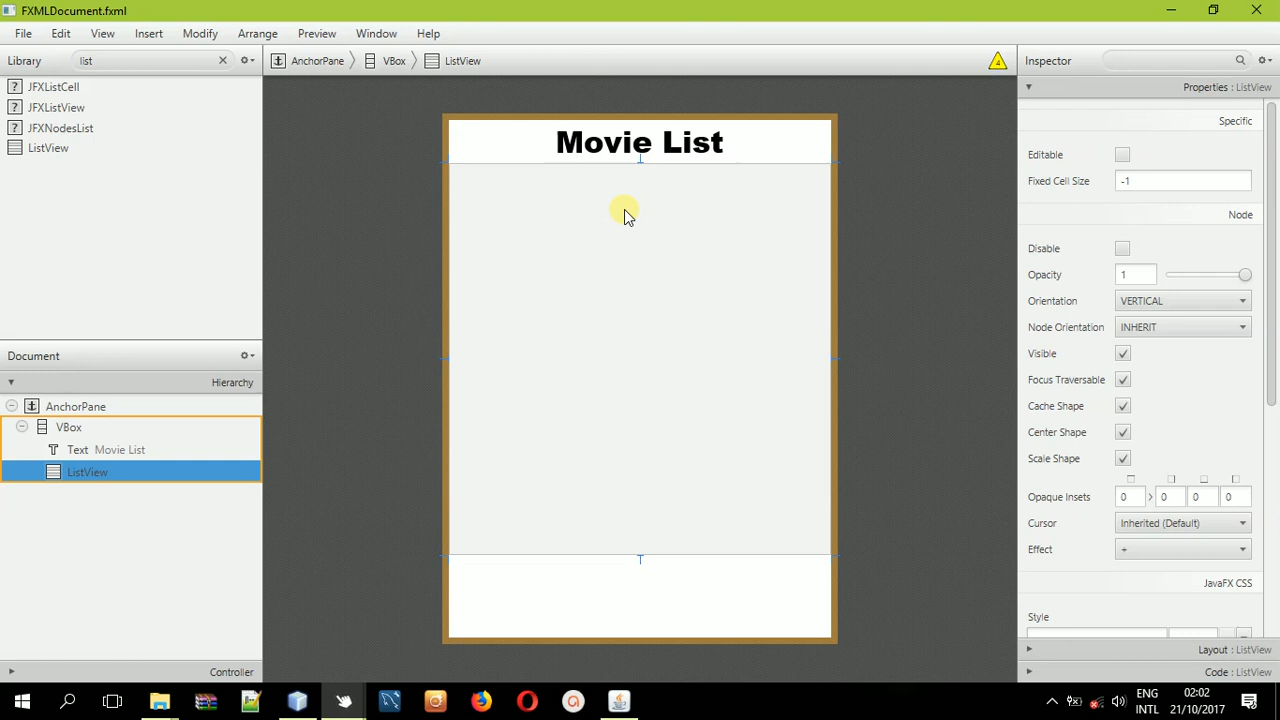 FXMLDocument.fxml
File Edit View Insert Modify Arrange Preview Window Help
Library list
AnchorPane VBox ListView
4
Inspector
JFXListCell
JFXListView
JFXNodesList
ListView
Properties : ListView
Specific
Editable
Fixed Cell Size -1
Node
Disable
Opacity 1
Orientation VERTICAL
Node Orientation INHERIT
Visible
Focus Traversable
Cache Shape
Center Shape
Scale Shape
Opaque Insets 0 0 0 0
Cursor Inherited (Default)
Effect +
JavaFX CSS
Style
Layout : ListView
Code : ListView
Movie List
Document
Hierarchy
AnchorPane
VBox
Text Movie List
ListView
Controller
ENG
INTL
02:02
21/10/2017